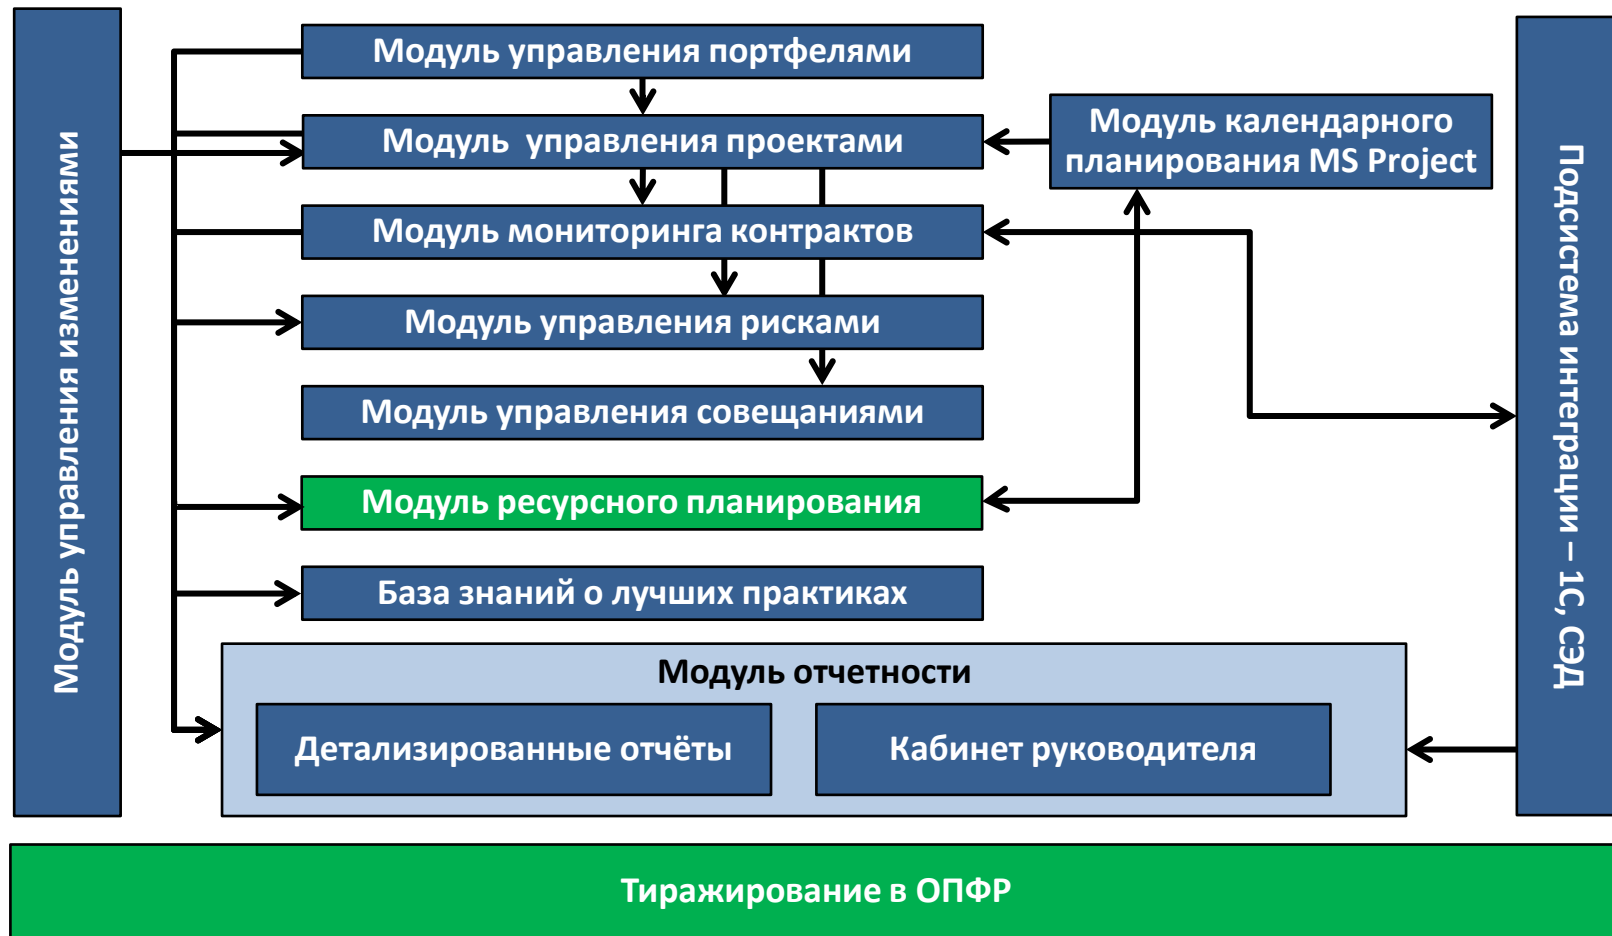 Модуль управления изменениями
Модуль управления портфелями
Модуль управления проектами
Модуль календарного
планирования MS Project
Модуль мониторинга контрактов
Модуль управления рисками
Модуль управления совещаниями
Модуль ресурсного планирования
База знаний о лучших практиках
Модуль отчетности
Детализированные отчёты
Кабинет руководителя
Подсистема интеграции – 1С, СЭД
Тиражирование в ОПФР